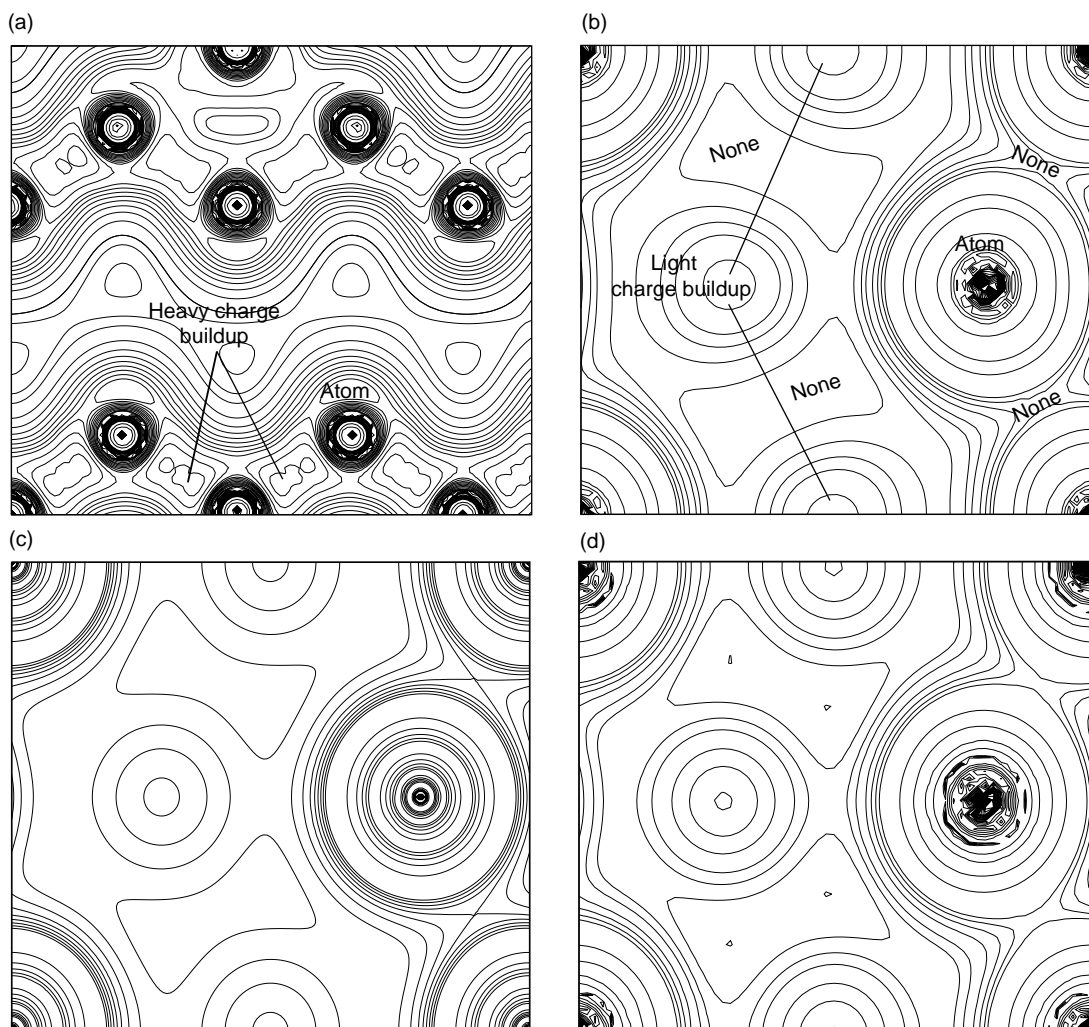 (a)
Heavy charge
buildup
Atom
(b)
None
None
Atom
Light
charge buildup
None
None
(c)
(d)